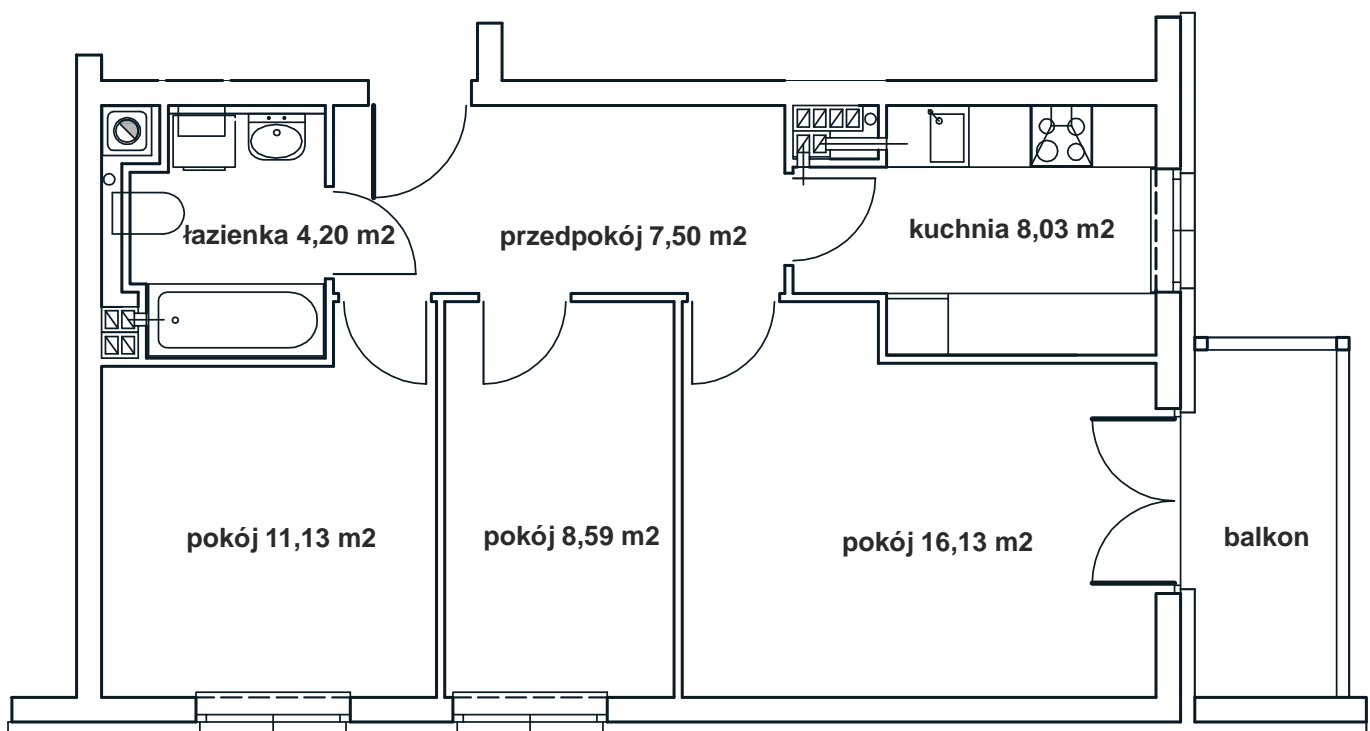 łazienka 4,20 m2
przedpokój 7,50 m2
kuchnia 8,03 m2
pokój 11,13 m2
pokój 8,59 m2
pokój 16,13 m2
balkon